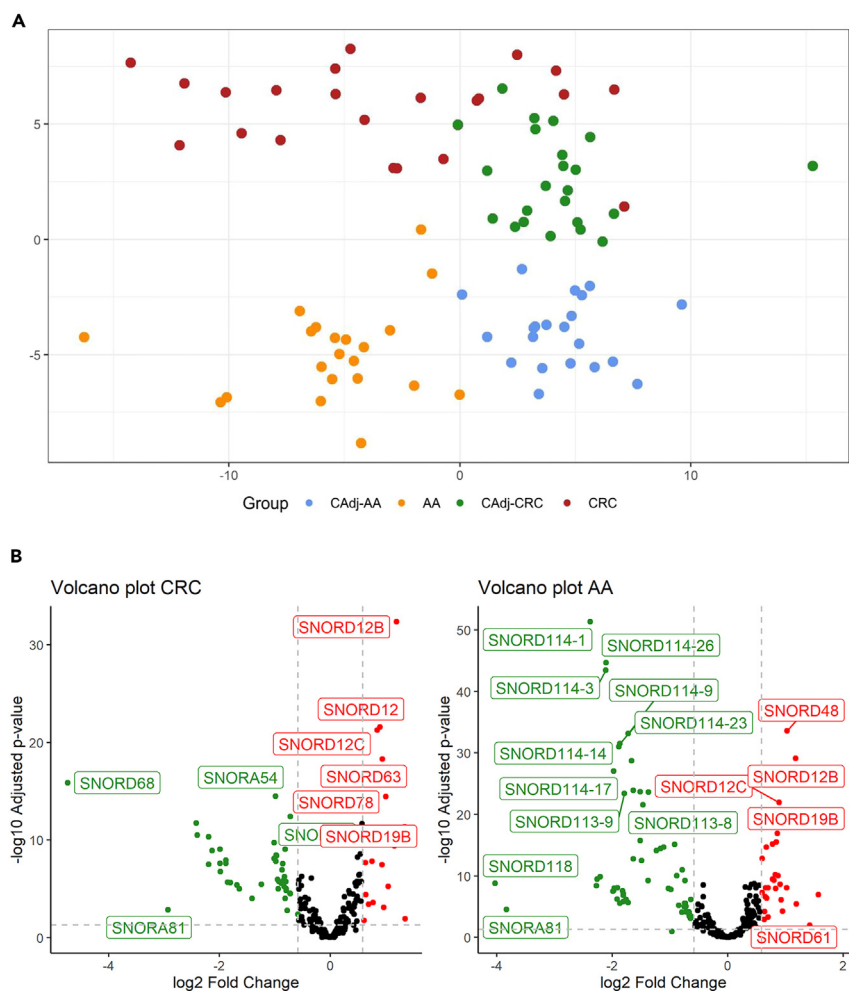 A
5
0
-5
-10
0
10
Group CAdj-AA AA CAdj-CRC CRC
B
Volcano plot CRC
-log10 Adjusted p-value
30
20
10
0
SNORD12B
SNORD12
SNORD12C
SNORD63
SNORD68
SNORA54
SNORD78
SNORD19B
SNORA81
-4
-2
0
log2 Fold Change
Volcano plot AA
-log10 Adjusted p-value
50
40
30
20
10
0
SNORD114-1
SNORD114-26
SNORD114-3
SNORD114-9
SNORD114-23
SNORD48
SNORD114-14
SNORD12B
SNORD114-17
SNORD12C
SNORD113-9
SNORD113-8
SNORD19B
SNORD118
SNORA81
SNORD61
-4
-2
0
2
log2 Fold Change